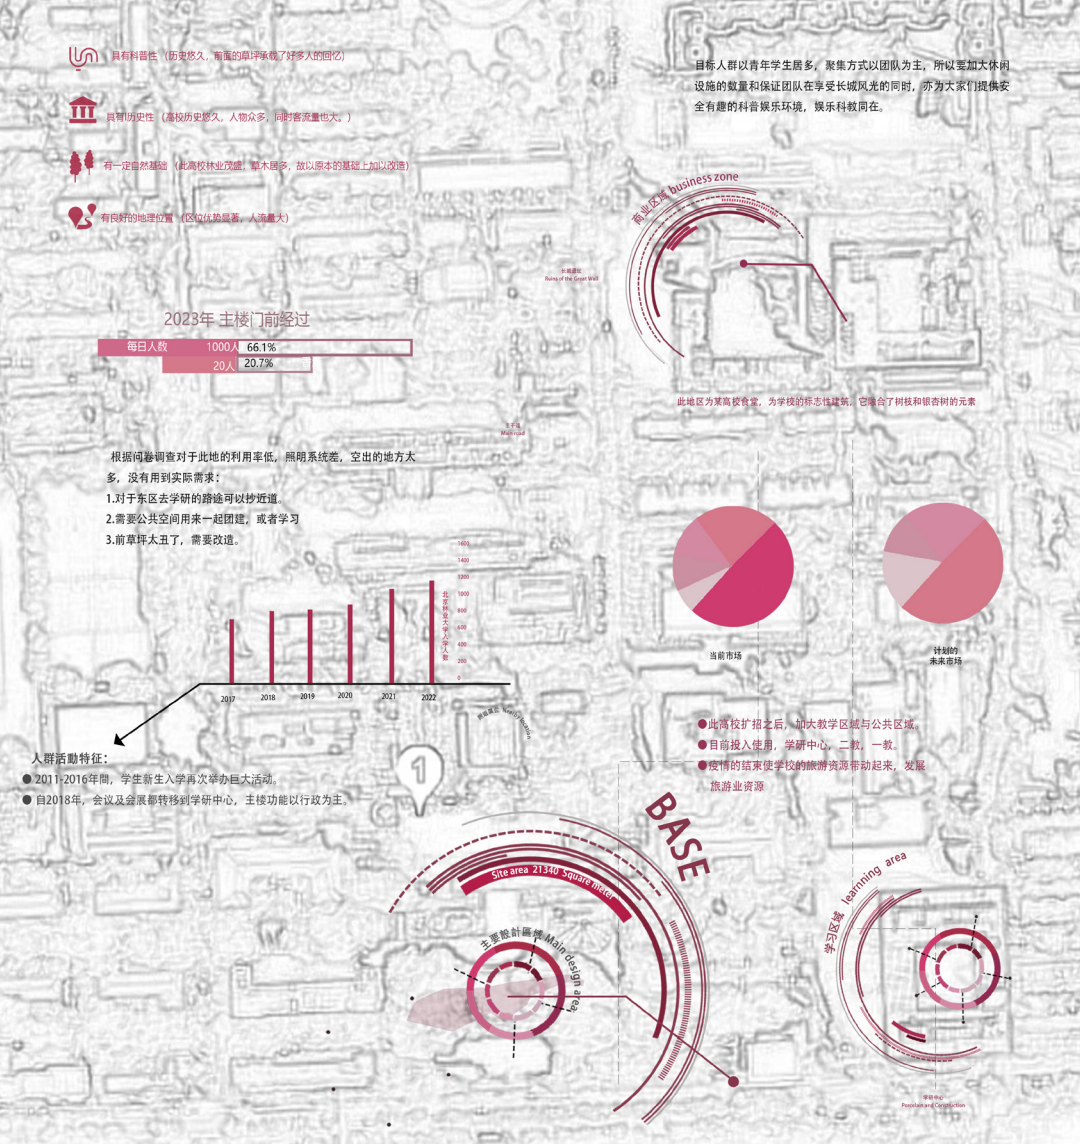 具有科普性 （历史悠久，前面的草坪承载了好多人的回忆）
具有历史性 （高校历史悠久，人物众多，同时客流量也大。）
有一定自然基础 （此高校林业茂盛，草木居多，故以原本的基础上加以改造）
有良好的地理位置 （区位优势显著，人流量大）
目标人群以青年学生居多，聚集方式以团队为主，所以要加大休闲
设施的数量和保证团队在享受长城风光的同时，亦为大家们提供安
全有趣的科普娱乐环境，娱乐科教同在。
商业区域 business zone
长城遗址
Ruins of the Great Wall
2023年 主楼门前经过
每日人数 1000人 66.1%
20人 20.7%
此地区为某高校食堂，为学校的标志性建筑，它融合了树枝和银杏树的元素
主干道
Main road
根据问卷调查对于此地的利用率低，照明系统差，空出的地方太
多，没有用到实际需求：
1.对于东区去学研的路途可以抄近道。
2.需要公共空间用来一起团建，或者学习
3.前草坪太丑了，需要改造。
1600
1400
1200
1000
800
600
400
200
0
北京林业大学入学人数
2017 2018 2019 2020 2021 2022
当前市场
计划的
未来市场
Nearby location
此高校扩招之后，加大教学区域与公共区域。
目前投入使用，学研中心，二教，一教。
疫情的结束使学校的旅游资源带动起来，发展
旅游业资源
人群活動特征：
2011-2016年間，学生新生入学再次举办巨大活动。
自2018年，会议及会展都转移到学研中心，主楼功能以行政为主。
1
BASE
Site area 21340 Square meter
主要設計區域 Main design area
学习区域 learnning area
学研中心
Porcelain and Construction